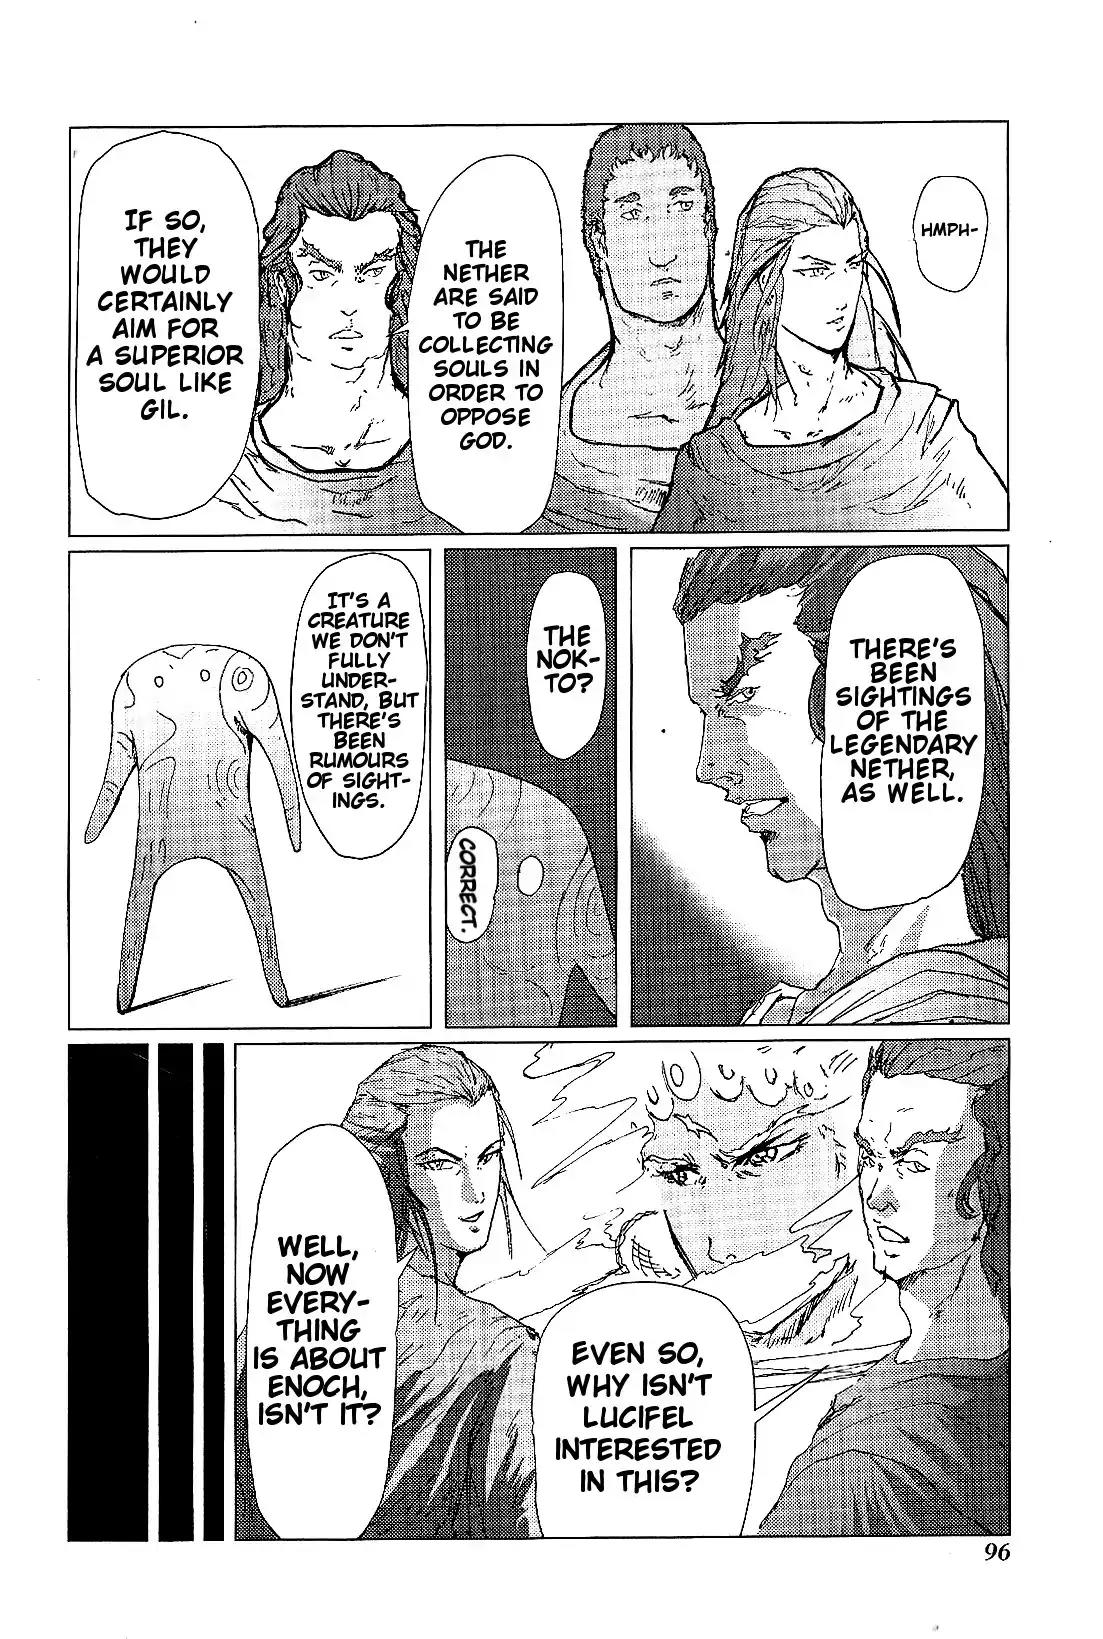 HMPH-
THE
NETHER
ARE SAID
TO BE
COLLECTING
SOULS IN
ORDER TO
OPPOSE
GOD.
IF SO,
THEY
WOULD
CERTAINLY
AIM FOR
A SUPERIOR
SOUL LIKE
GIL.
THERE'S
BEEN
SIGHTINGS
OF THE
LEGENDARY
NETHER,
AS WELL.
THE
NOK-
TO?
CORRECT.
IT'S A
CREATURE
WE DON'T
FULLY
UNDER-
STAND, BUT
THERE'S
BEEN
RUMOURS
OF SIGHT-
INGS.
EVEN SO,
WHY ISN'T
LUCIFEL
INTERESTED
IN THIS?
WELL,
NOW
EVERY-
THING
IS ABOUT
ENOCH,
ISN'T IT?
96